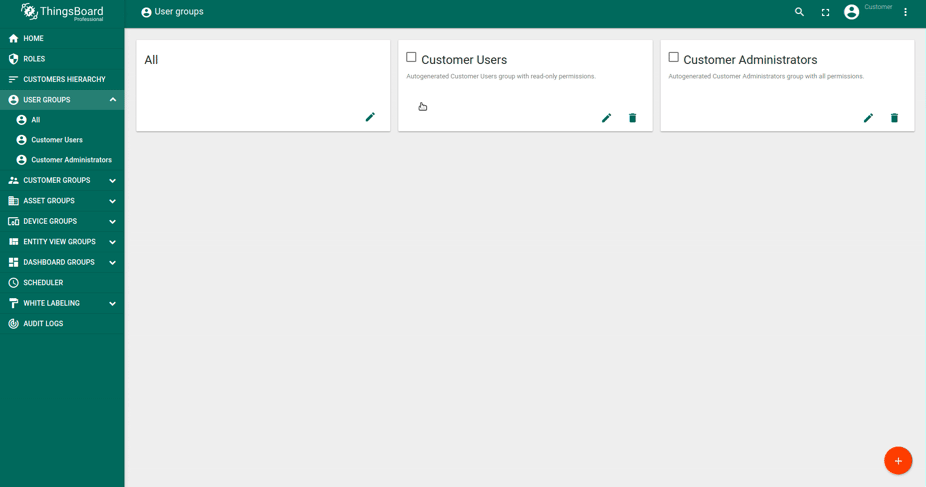 ThingsBoard
Professional
User groups
Customer
HOME
ROLES
CUSTOMERS HIERARCHY
USER GROUPS
All
Customer Users
Customer Administrators
CUSTOMER GROUPS
ASSET GROUPS
DEVICE GROUPS
ENTITY VIEW GROUPS
DASHBOARD GROUPS
SCHEDULER
WHITE LABELING
AUDIT LOGS
All
Customer Users
Autogenerated Customer Users group with read-only permissions.
Customer Administrators
Autogenerated Customer Administrators group with all permissions.